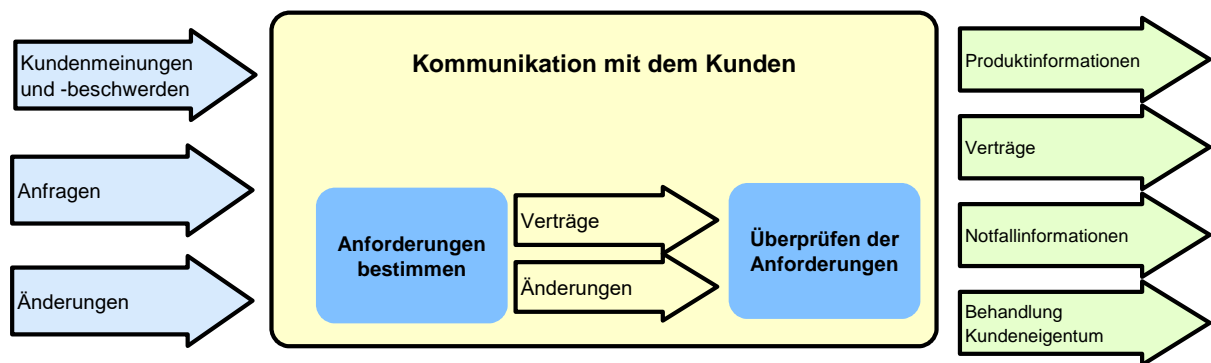 Kundenmeinungen
und -beschwerden
Anfragen
Änderungen
Kommunikation mit dem Kunden
Anforderungen
bestimmen
Verträge
Änderungen
Überprüfen der
Anforderungen
Produktinformationen
Verträge
Notfallinformationen
Behandlung
Kundeneigentum